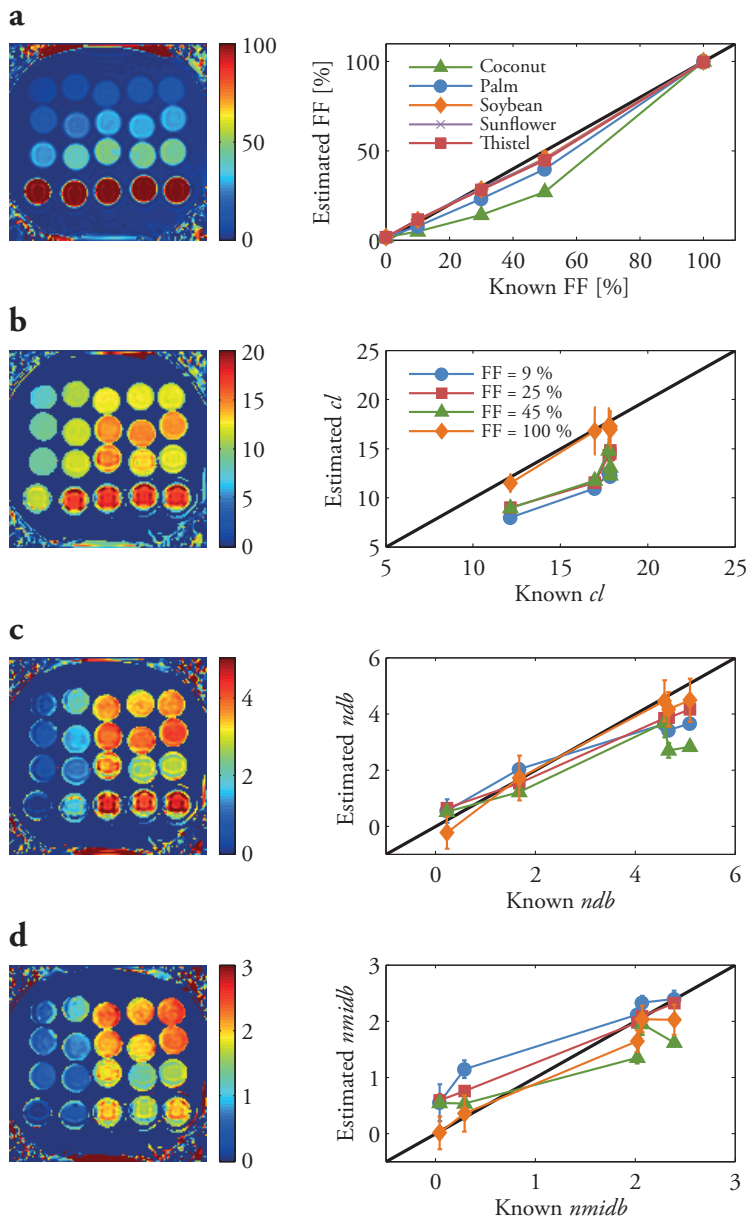 a
100
50
0
Estimated FF [%]
100
50
0
Coconut
Palm
Soybean
Sunflower
Thistel
0 20 40 60 80 100
Known FF [%]
b
20
15
10
5
0
Estimated cl
25
20
15
10
5
FF = 9 %
FF = 25 %
FF = 45 %
FF = 100 %
5 10 15 20 25
Known cl
c
4
2
0
Estimated ndb
6
4
2
0
0 2 4 6
Known ndb
d
3
2
1
0
Estimated nmidb
3
2
1
0
0 1 2 3
Known nmidb